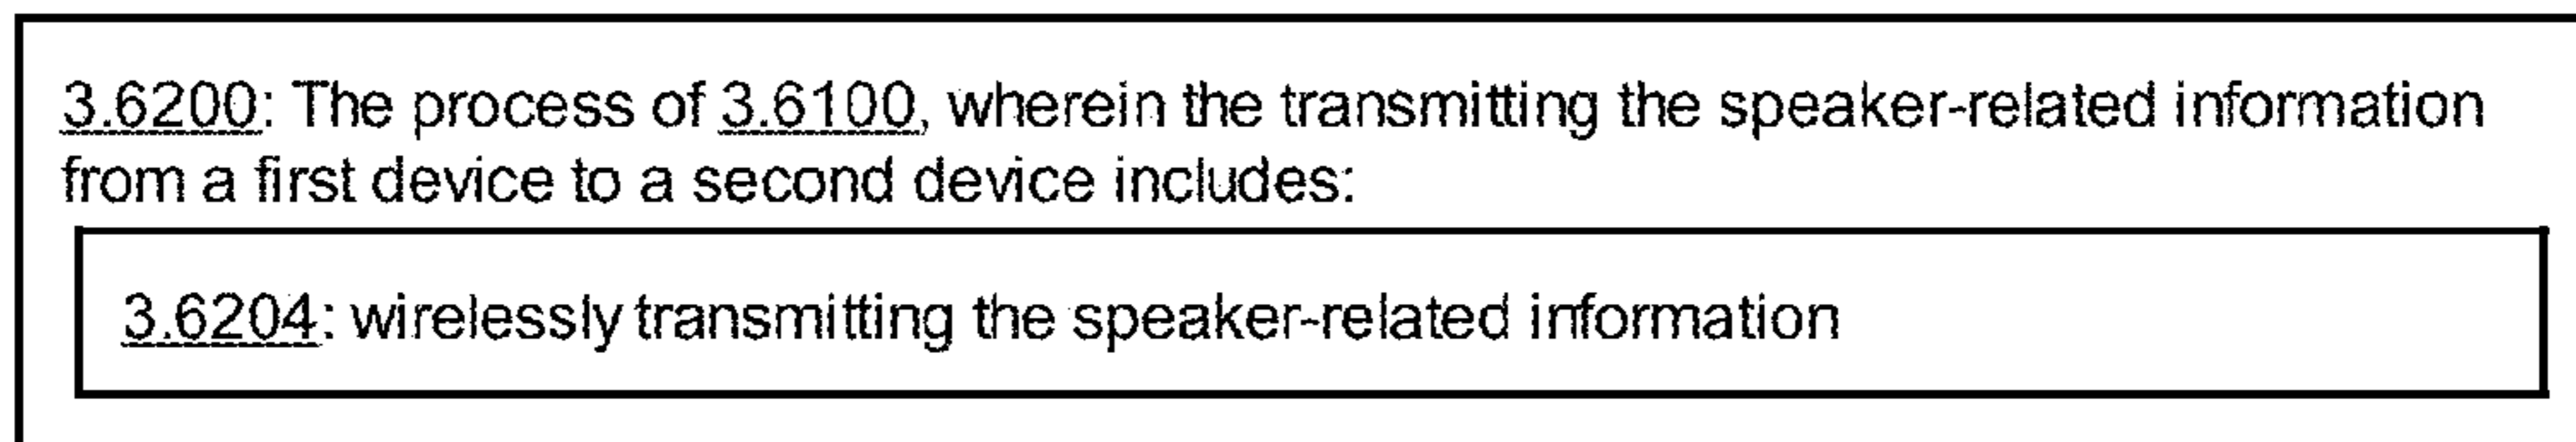 3.6200: The process of 3.6100, wherein the transmitting the speaker-related information
from a first device to a second device includes:
3.6204: wirelessly transmitting the speaker-related information